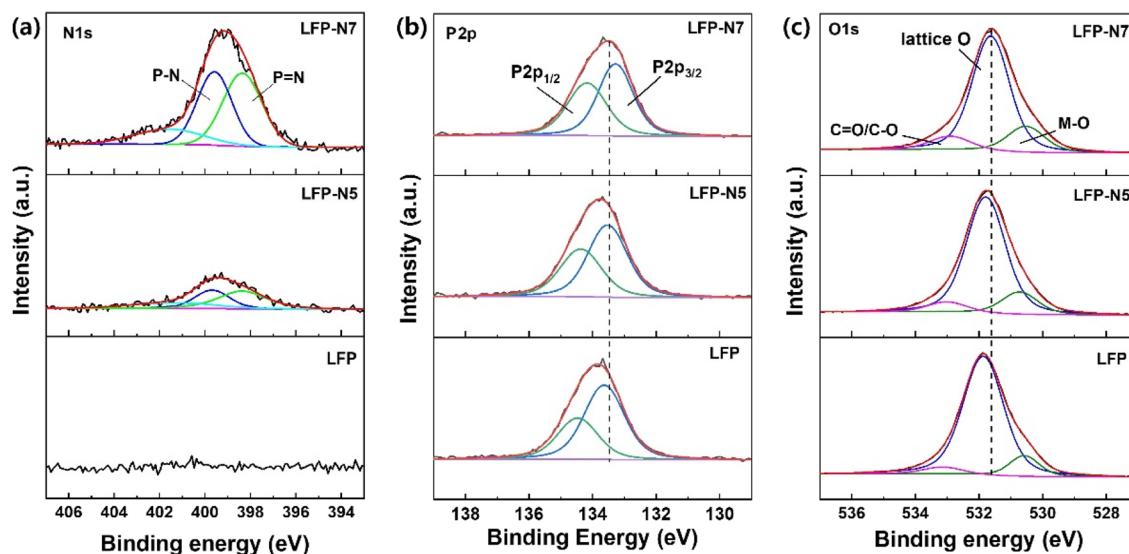 (a)
N1s
LFP-N7
P-N
P=N
LFP-N5
LFP
Intensity (a.u.)
406 404 402 400 398 396 394
Binding energy (eV)
(b)
P2p
LFP-N7
P2p1/2
P2p3/2
LFP-N5
LFP
Intensity (a.u.)
138 136 134 132 130
Binding Energy (eV)
(c)
O1s
LFP-N7
lattice O
C=O/C-O
M-O
LFP-N5
LFP
Intensity (a.u.)
536 534 532 530 528
Binding energy (eV)